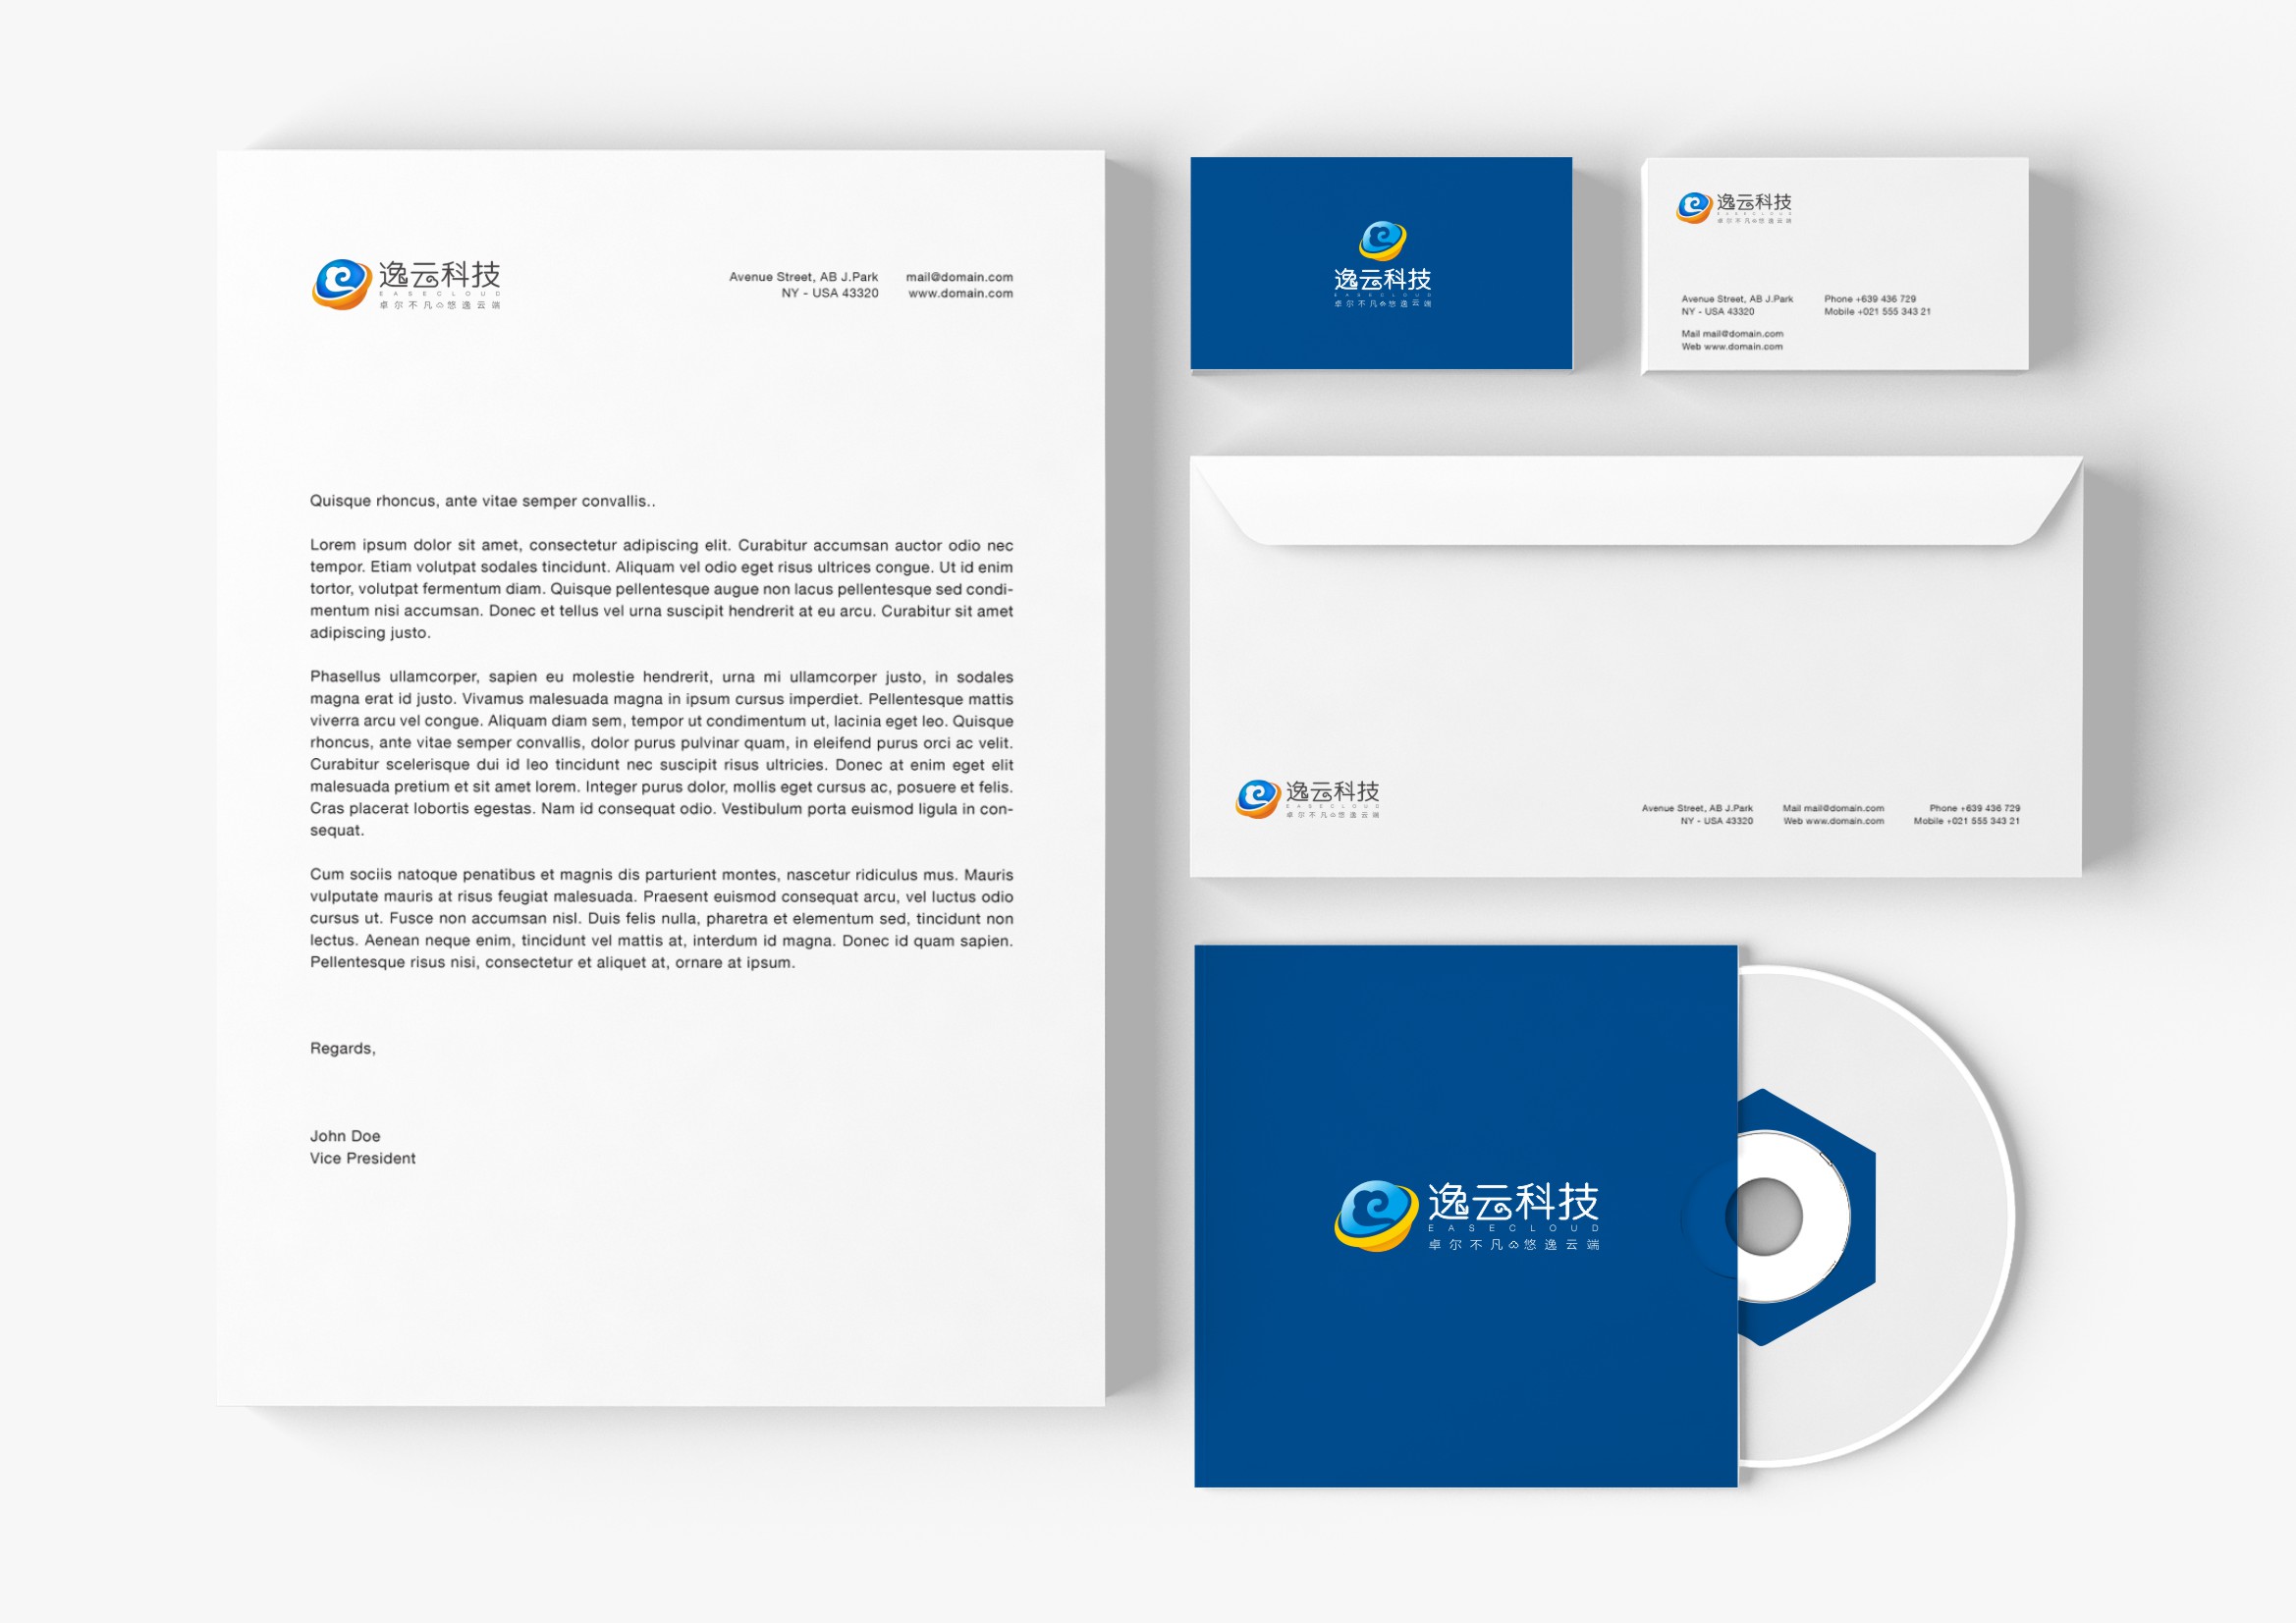 逸云科技
EASECLOUD
卓尔不凡 悠逸云端
Avenue Street, AB J.Park
NY - USA 43320
mail@domain.com
www.domain.com
Quisque rhoncus, ante vitae semper convallis..
Lorem ipsum dolor sit amet, consectetur adipiscing elit. Curabitur accumsan auctor odio nec
tempor. Etiam volutpat sodales tincidunt. Aliquam vel odio eget risus ultrices congue. Ut id enim
tortor, volutpat fermentum diam. Quisque pellentesque augue non lacus pellentesque sed condi-
mentum nisi accumsan. Donec et tellus vel urna suscipit hendrerit at eu arcu. Curabitur sit amet
adipiscing justo.
Phasellus ullamcorper, sapien eu molestie hendrerit, urna mi ullamcorper justo, in sodales
magna erat id justo. Vivamus malesuada magna in ipsum cursus imperdiet. Pellentesque mattis
viverra arcu vel congue. Aliquam diam sem, tempor ut condimentum ut, lacinia eget leo. Quisque
rhoncus, ante vitae semper convallis, dolor purus pulvinar quam, in eleifend purus orci ac velit.
Curabitur scelerisque dui id leo tincidunt nec suscipit risus ultricies. Donec at enim eget elit
malesuada pretium et sit amet lorem. Integer purus dolor, mollis eget cursus ac, posuere et felis.
Cras placerat lobortis egestas. Nam id consequat odio. Vestibulum porta euismod ligula in con-
sequat.
Cum sociis natoque penatibus et magnis dis parturient montes, nascetur ridiculus mus. Mauris
vulputate mauris at risus feugiat malesuada. Praesent euismod consequat arcu, vel luctus odio
cursus ut. Fusce non accumsan nisl. Duis felis nulla, pharetra et elementum sed, tincidunt non
lectus. Aenean neque enim, tincidunt vel mattis at, interdum id magna. Donec id quam sapien.
Pellentesque risus nisi, consectetur et aliquet at, ornare at ipsum.
Regards,
John Doe
Vice President
逸云科技
EASECLOUD
卓尔不凡 悠逸云端
逸云科技
EASECLOUD
卓尔不凡 悠逸云端
Avenue Street, AB J.Park
NY - USA 43320
Phone +639 436 729
Mobile +021 555 343 21
Mail mail@domain.com
Web www.domain.com
逸云科技
EASECLOUD
卓尔不凡 悠逸云端
Avenue Street, AB J.Park
NY - USA 43320
Mail mail@domain.com
Web www.domain.com
Phone +639 436 729
Mobile +021 555 343 21
逸云科技
EASECLOUD
卓尔不凡 悠逸云端